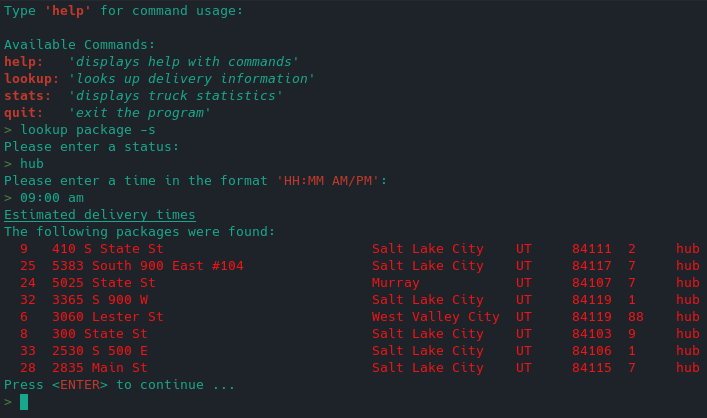 Type 'help' for command usage:
Available Commands:
help:   'displays help with commands'
lookup: 'looks up delivery information'
stats:  'displays truck statistics'
quit:   'exit the program'
> lookup package -s
Please enter a status:
> hub
Please enter a time in the format 'HH:MM AM/PM':
> 09:00 am
Estimated delivery times
The following packages were found:
9   410 S State St   Salt Lake City   UT   84111  2   hub
25  5383 South 900 East #104   Salt Lake City   UT   84117  7   hub
24  5025 State St   Murray   UT   84107  7   hub
32  3365 S 900 W   Salt Lake City   UT   84119  1   hub
6   3060 Lester St   West Valley City  UT   84119  88   hub
8   300 State St   Salt Lake City   UT   84103  9   hub
33  2530 S 500 E   Salt Lake City   UT   84106  1   hub
28  2835 Main St   Salt Lake City   UT   84115  7   hub
Press <ENTER> to continue ...
>